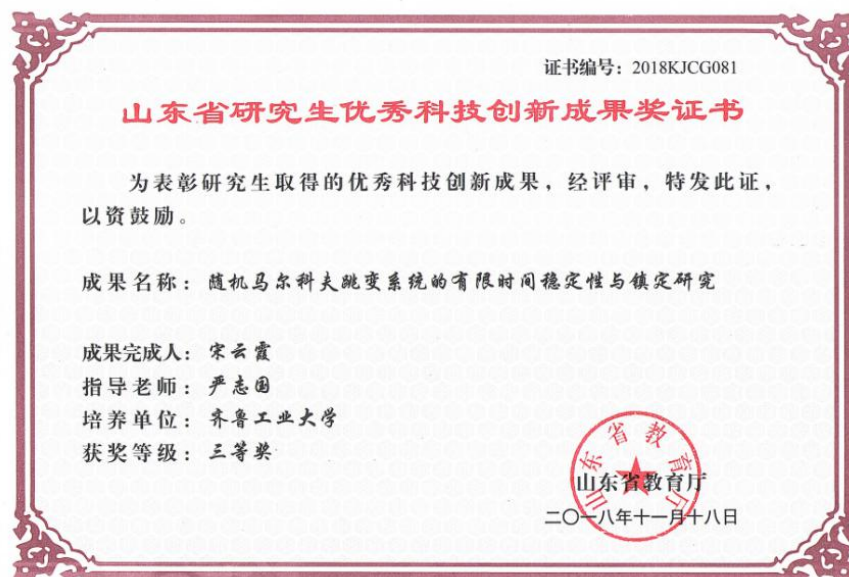 证书编号：2018KJCG081
山东省研究生优秀科技创新成果奖证书
为表彰研究生取得的优秀科技创新成果，经评审，特发此证，
以资鼓励。
成果名称：随机马尔科夫跳变系统的有限时间稳定性与镇定研究
成果完成人：宋云霞
指导老师：严志国
培养单位：齐鲁工业大学
获奖等级：三等奖
山东省教育厅
山东省教育厅
二〇一八年十一月十八日